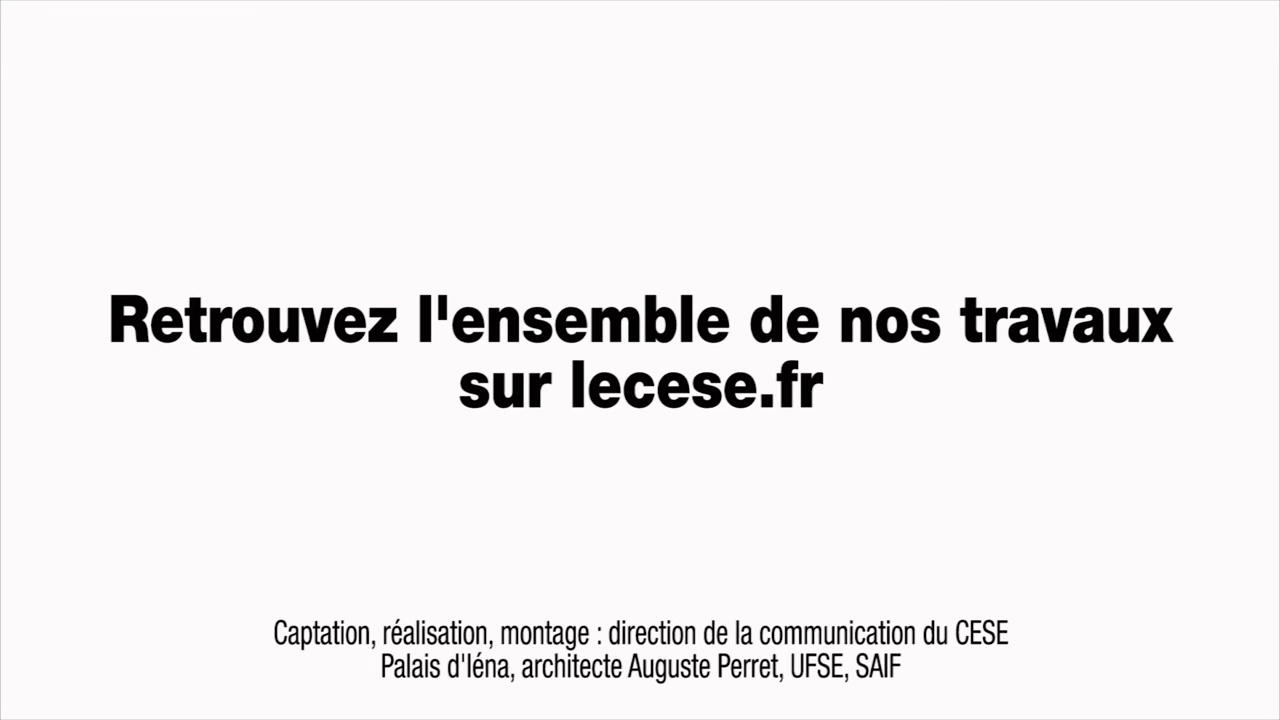 Retrouvez l'ensemble de nos travaux
sur lecese.fr
Captation, réalisation, montage : direction de la communication du CESE
Palais d'Iéna, architecte Auguste Perret, UFSE, SAIF